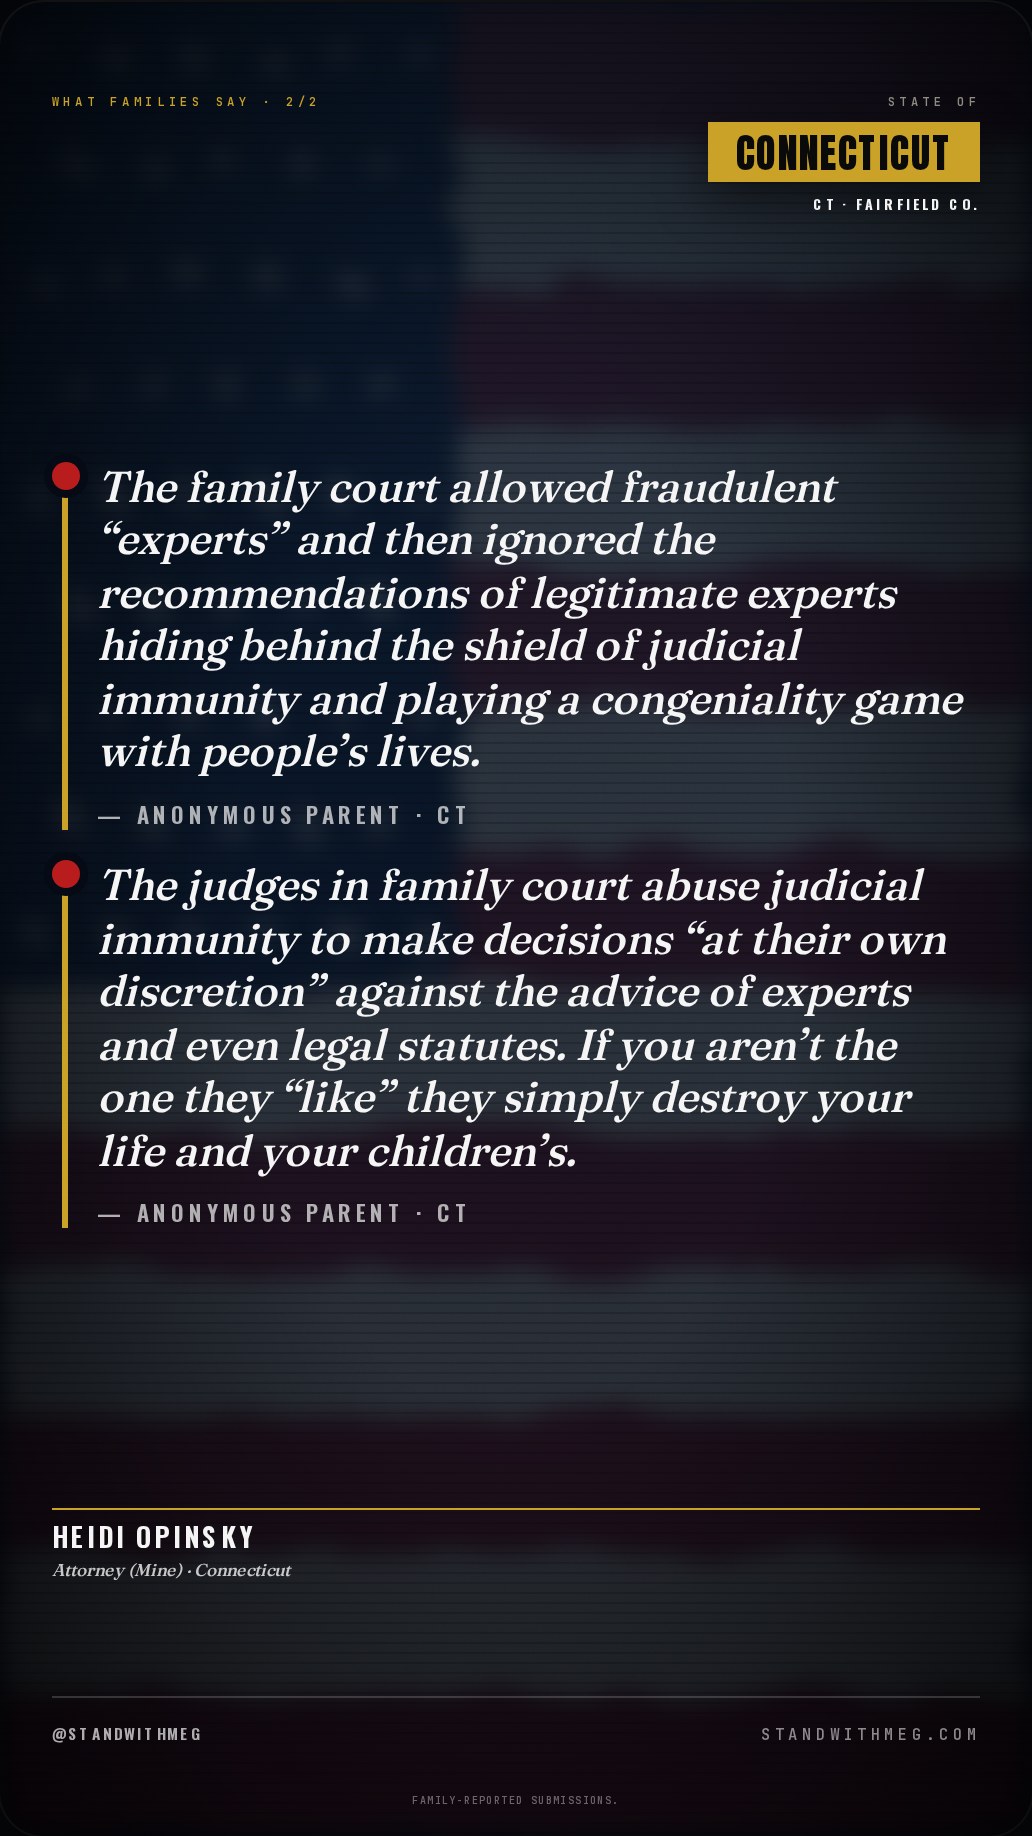 WHAT FAMILIES SAY · 2/2
STATE OF
CONNECTICUT
CT · FAIRFIELD CO.
The family court allowed fraudulent
“experts” and then ignored the
recommendations of legitimate experts
hiding behind the shield of judicial
immunity and playing a congeniality game
with people’s lives.
— ANONYMOUS PARENT · CT
The judges in family court abuse judicial
immunity to make decisions “at their own
discretion” against the advice of experts
and even legal statutes. If you aren’t the
one they “like” they simply destroy your
life and your children’s.
— ANONYMOUS PARENT · CT
HEIDI OPINSKY
Attorney (Mine) · Connecticut
@STANDWITHMEG
STANDWITHMEG.COM
FAMILY-REPORTED SUBMISSIONS.